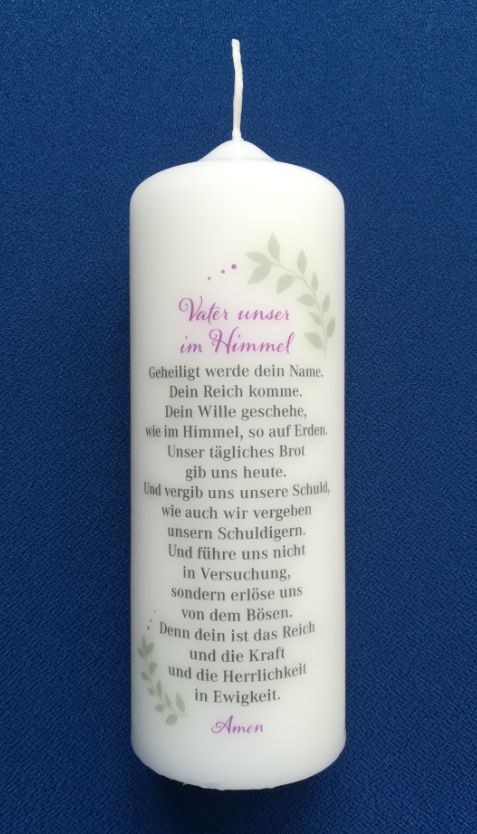 Vater unser
im Himmel
Geheiligt werde dein Name.
Dein Reich komme.
Dein Wille geschehe,
wie im Himmel, so auf Erden.
Unser tägliches Brot
gib uns heute.
Und vergib uns unsere Schuld,
wie auch wir vergeben
unsern Schuldigern.
Und führe uns nicht
in Versuchung,
sondern erlöse uns
von dem Bösen.
Denn dein ist das Reich
und die Kraft
und die Herrlichkeit
in Ewigkeit.
Amen